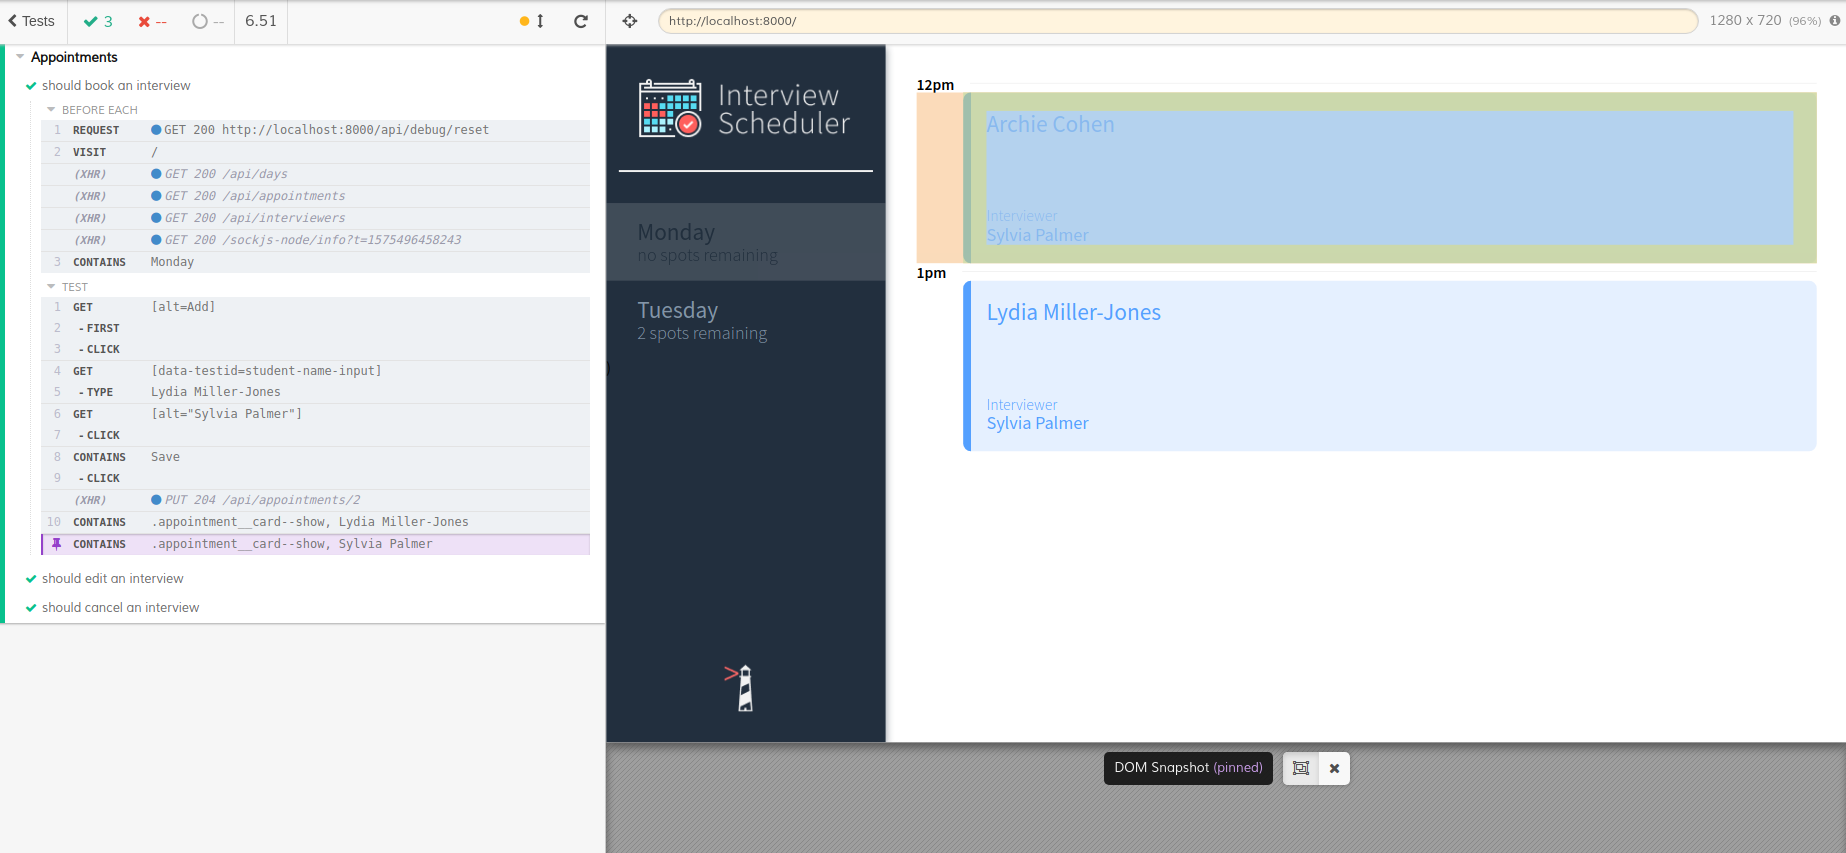 Tests 3 -- -- 6.51
http://localhost:8000/ 1280 x 720 (96%)
Appointments
should book an interview
BEFORE EACH
1 REQUEST GET 200 http://localhost:8000/api/debug/reset
2 VISIT /
(XHR) GET 200 /api/days
(XHR) GET 200 /api/appointments
(XHR) GET 200 /api/interviewers
(XHR) GET 200 /sockjs-node/info?t=1575496458243
3 CONTAINS Monday
TEST
1 GET [alt=Add]
2 - FIRST
3 - CLICK
4 GET [data-testid=student-name-input]
5 - TYPE Lydia Miller-Jones
6 GET [alt="Sylvia Palmer"]
7 - CLICK
8 CONTAINS Save
9 - CLICK
(XHR) PUT 204 /api/appointments/2
10 CONTAINS .appointment__card--show, Lydia Miller-Jones
CONTAINS .appointment__card--show, Sylvia Palmer
should edit an interview
should cancel an interview
Interview
Scheduler
Monday
no spots remaining
Tuesday
2 spots remaining
)
12pm
Archie Cohen
Interviewer
Sylvia Palmer
1pm
Lydia Miller-Jones
Interviewer
Sylvia Palmer
DOM Snapshot (pinned)